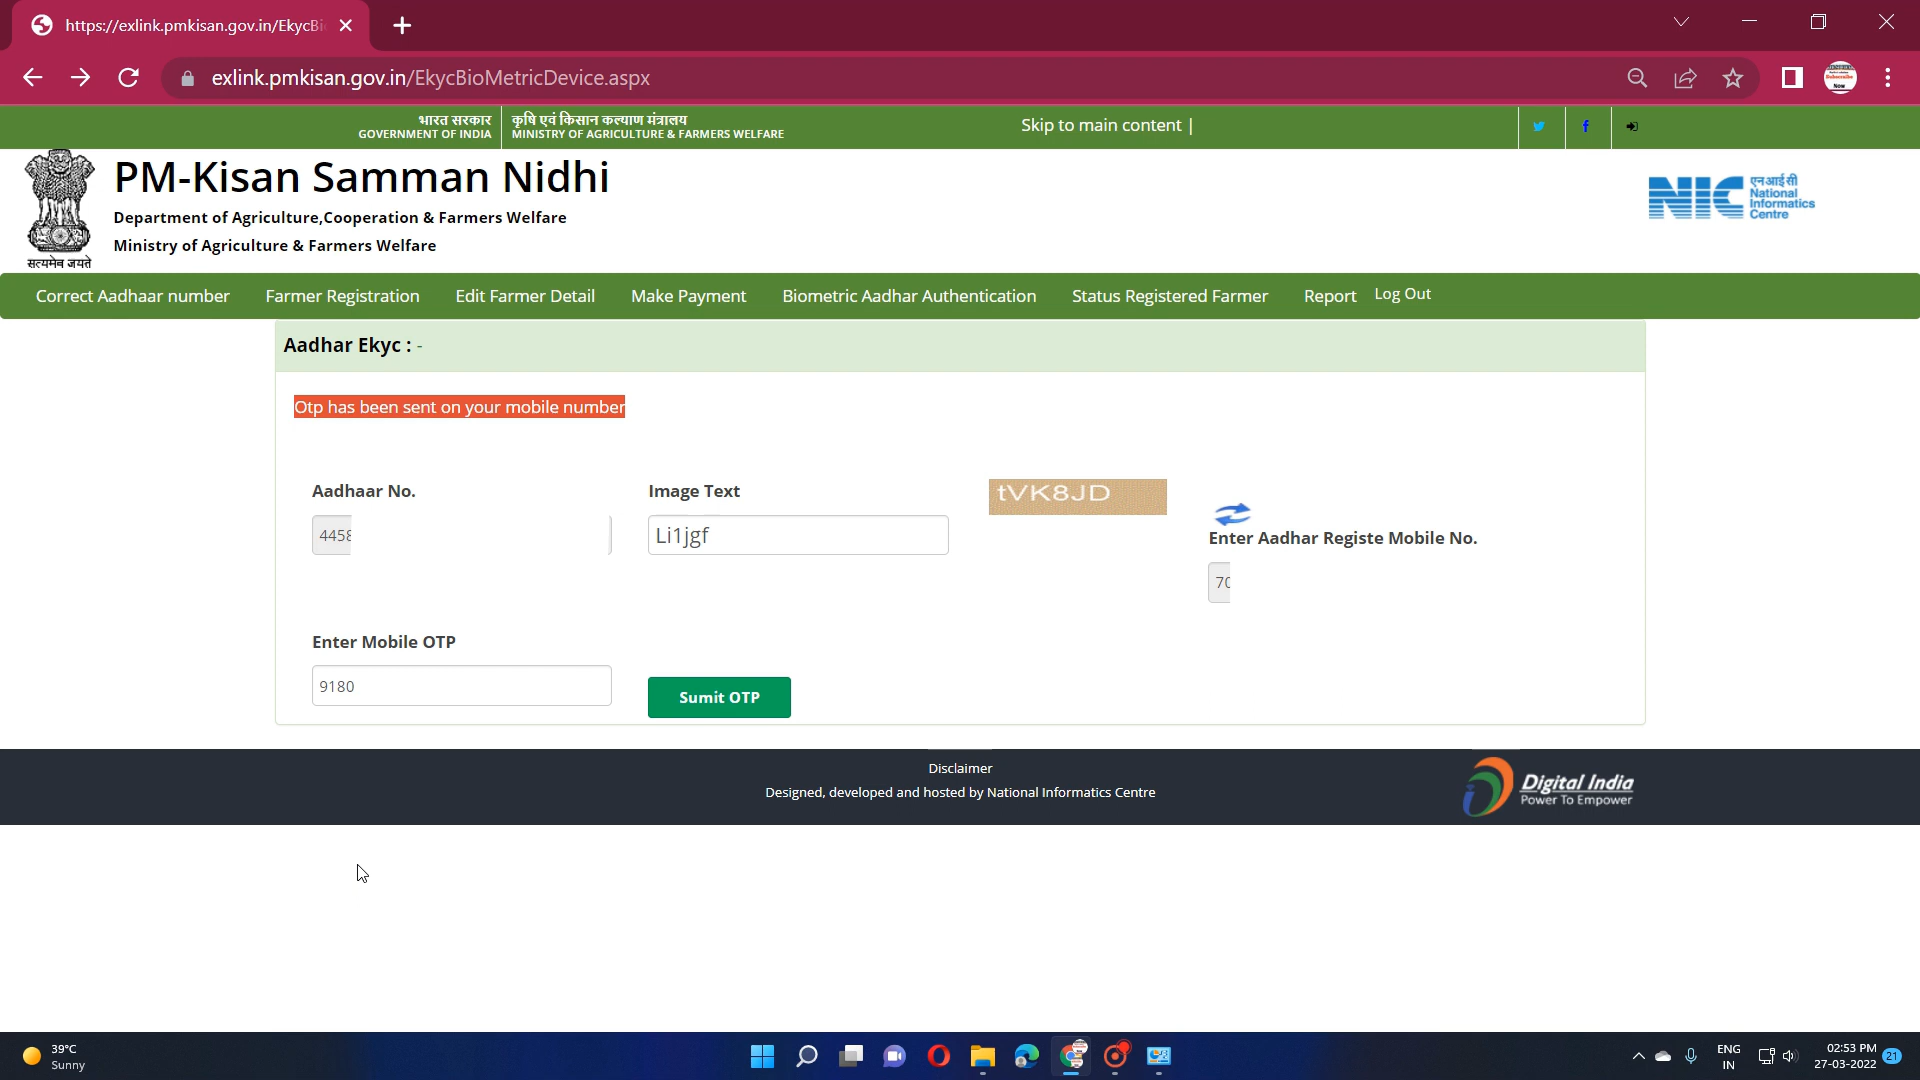 https://exlink.pmkisan.gov.in/EkycBi
exlink.pmkisan.gov.in/EkycBioMetricDevice.aspx
भारत सरकार
GOVERNMENT OF INDIA
कृषि एवं किसान कल्याण मंत्रालय
MINISTRY OF AGRICULTURE & FARMERS WELFARE
Skip to main content |
सत्यमेव जयते
PM-Kisan Samman Nidhi
Department of Agriculture,Cooperation & Farmers Welfare
Ministry of Agriculture & Farmers Welfare
NIC
एनआईसी
National
Informatics
Centre
Correct Aadhaar number Farmer Registration Edit Farmer Detail Make Payment Biometric Aadhar Authentication Status Registered Farmer Report Log Out
Aadhar Ekyc : -
Otp has been sent on your mobile number
Aadhaar No.
4458
Image Text
Li1jgf
tVK8JD
Enter Aadhar Registe Mobile No.
70
Enter Mobile OTP
9180
Sumit OTP
Disclaimer
Designed, developed and hosted by National Informatics Centre
Digital India
Power To Empower
39°C
Sunny
ENG
IN
02:53 PM
27-03-2022
21